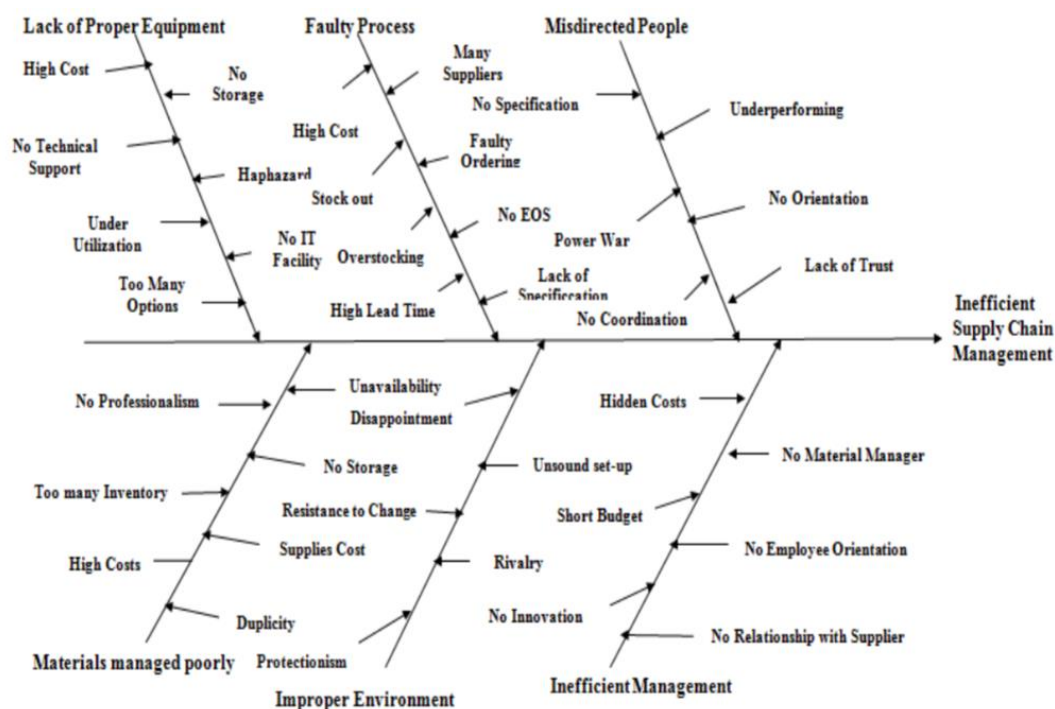 Lack of Proper Equipment
High Cost
No
Storage
No Technical
Support
Haphazard
Under
Utilization
No IT
Facility
Too Many
Options
Faulty Process
Many
Suppliers
High Cost
Faulty
Ordering
Stock out
No EOS
Overstocking
Lack of
Specificcation
High Lead Time
Misdirected People
No Specification
Underperforming
No Orientation
Power War
Lack of Trust
No Coordination
Inefficient
Supply Chain
Management
No Professionalism
Unavailability
No Storage
Too many Inventory
Supplies Cost
High Costs
Duplicity
Materials managed poorly
Disappointment
Unsound set-up
Resistance to Change
Rivalry
Protectionism
Improper Environment
Hidden Costs
No Material Manager
Short Budget
No Employee Orientation
No Innovation
No Relationship with Supplier
Inefficient Management